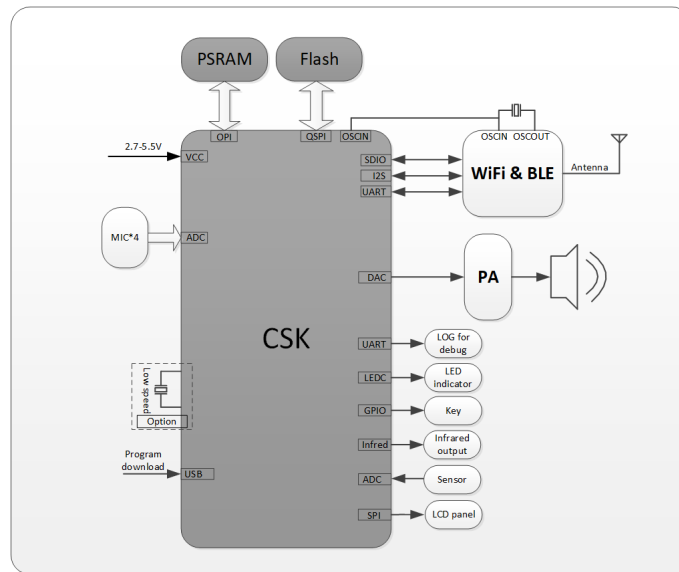 PSRAM
Flash
OPI
QSPI
OSCIN
OSCIN
OSCOUT
2.7-5.5V
VCC
SDIO
I2S
UART
WiFi & BLE
Antenna
MIC*4
ADC
DAC
PA
CSK
UART
LOG for
debug
LEDC
LED
indicator
Low speed
Option
GPIO
Key
Infred
Infrared
output
Program
download
USB
ADC
Sensor
SPI
LCD panel